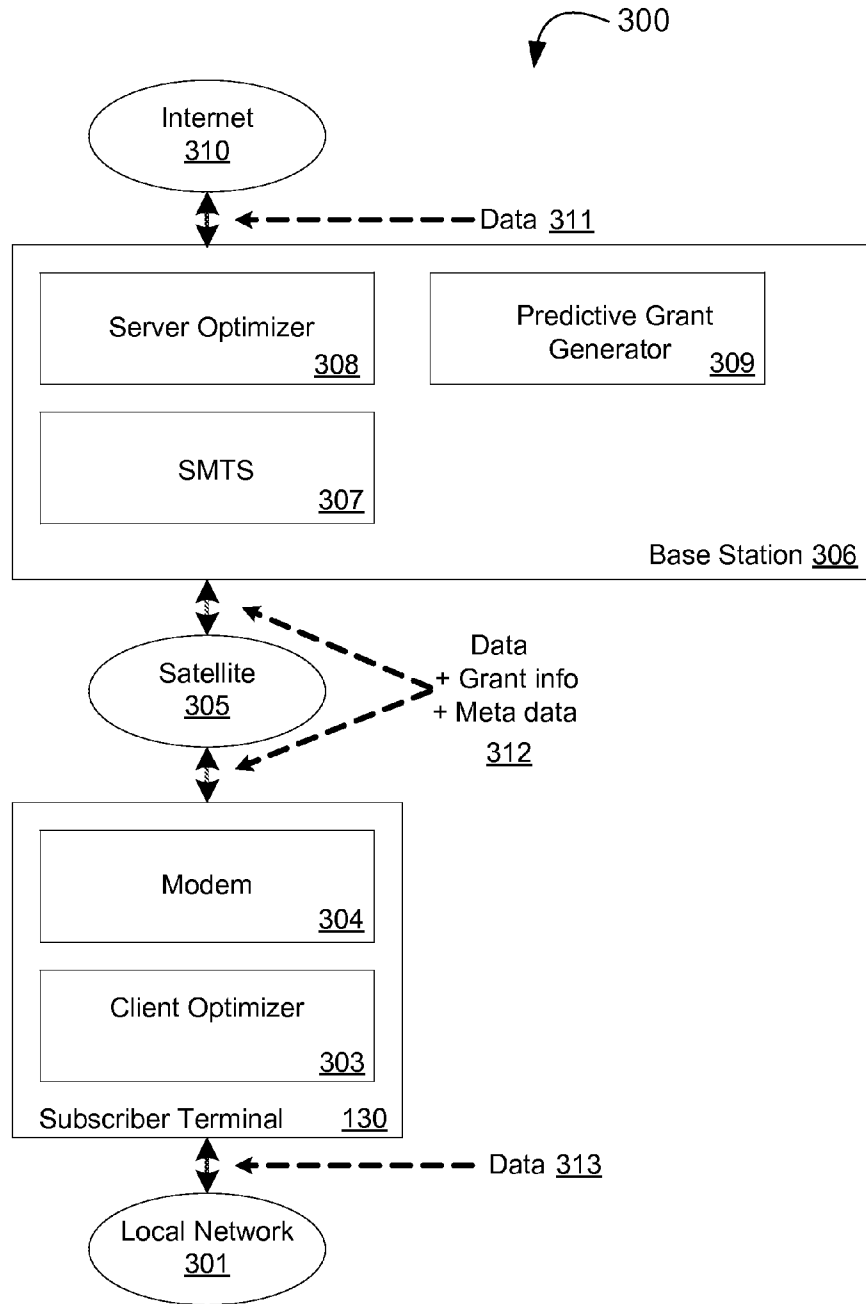 300
Internet
310
Data 311
Server Optimizer
308
Predictive Grant
Generator
309
SMTS
307
Base Station 306
Satellite
305
Data
+ Grant info
+ Meta data
312
Modem
304
Client Optimizer
303
Subscriber Terminal 130
Data 313
Local Network
301